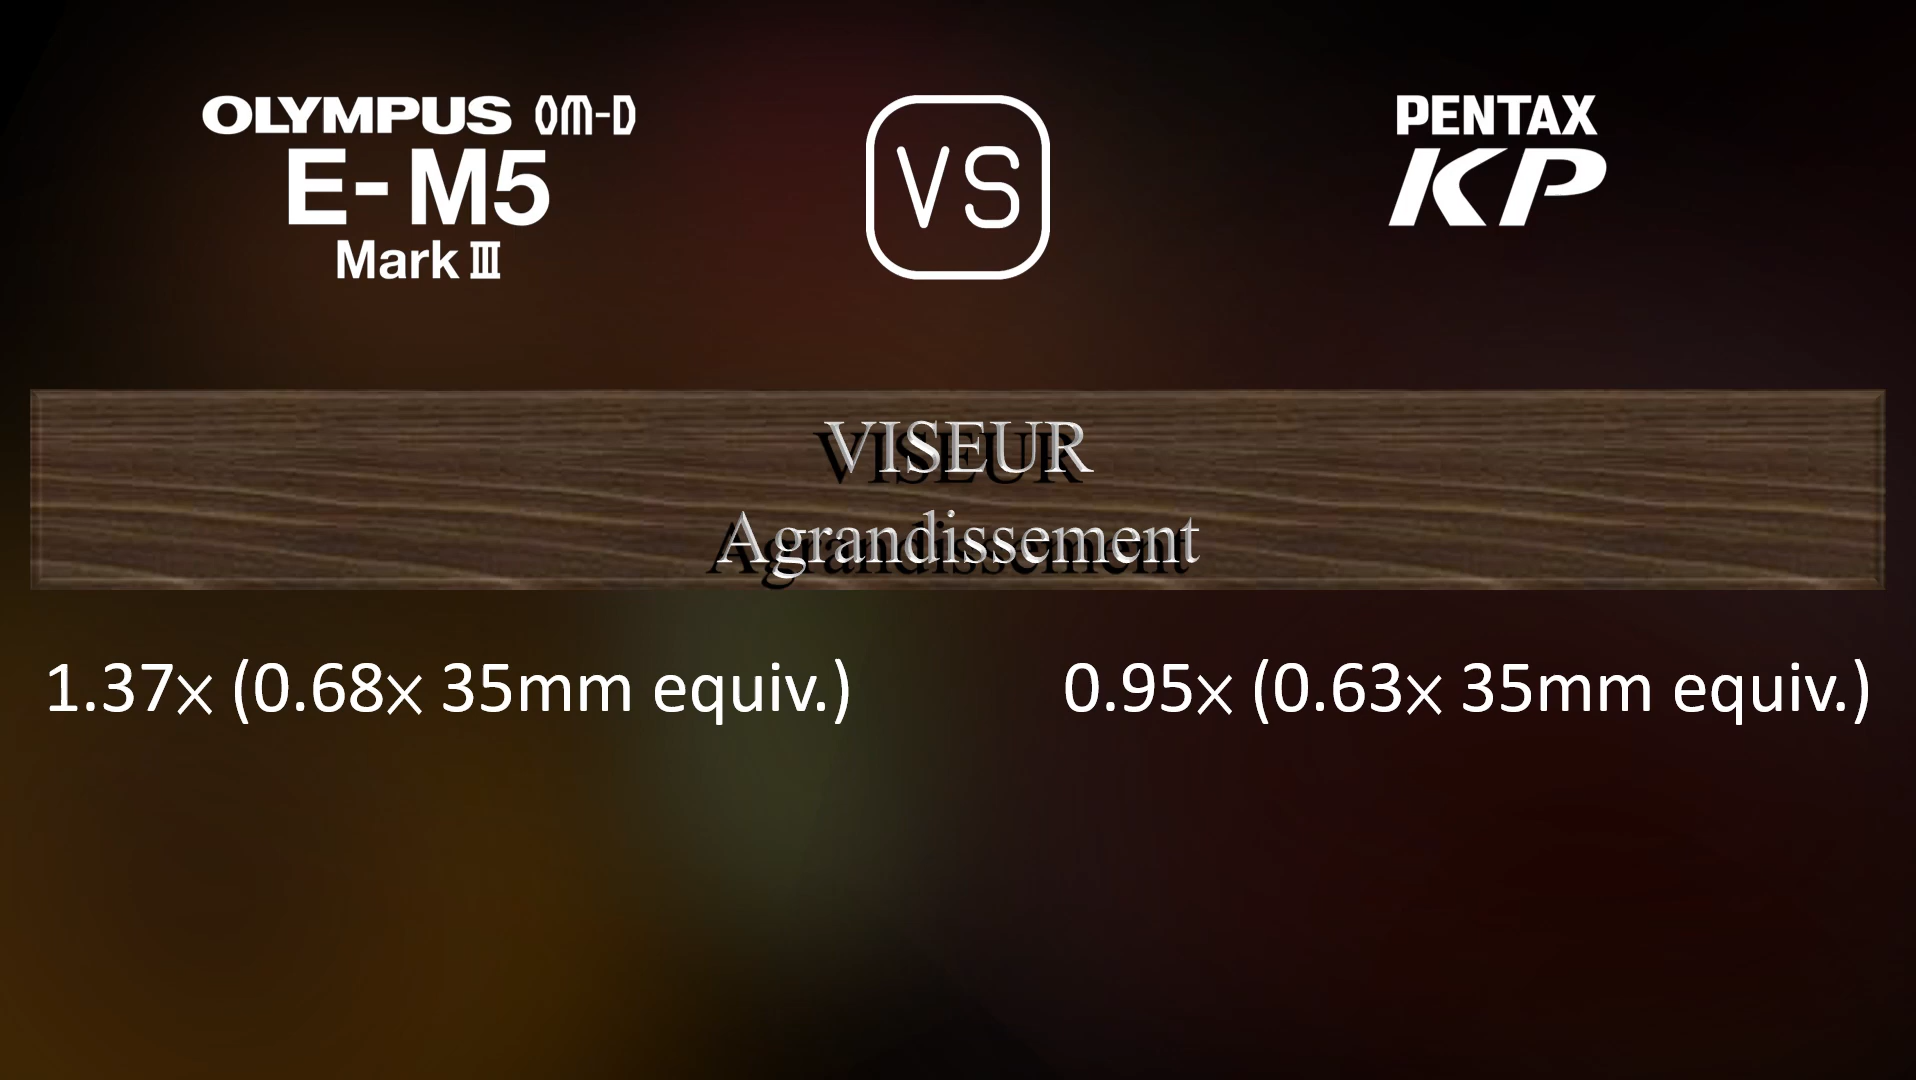 OLYMPUS OM-D
E-M5
Mark III
VS
PENTAX
KP
VISEUR
Agrandissement
1.37x (0.68x 35mm equiv.)
0.95x (0.63x 35mm equiv.)